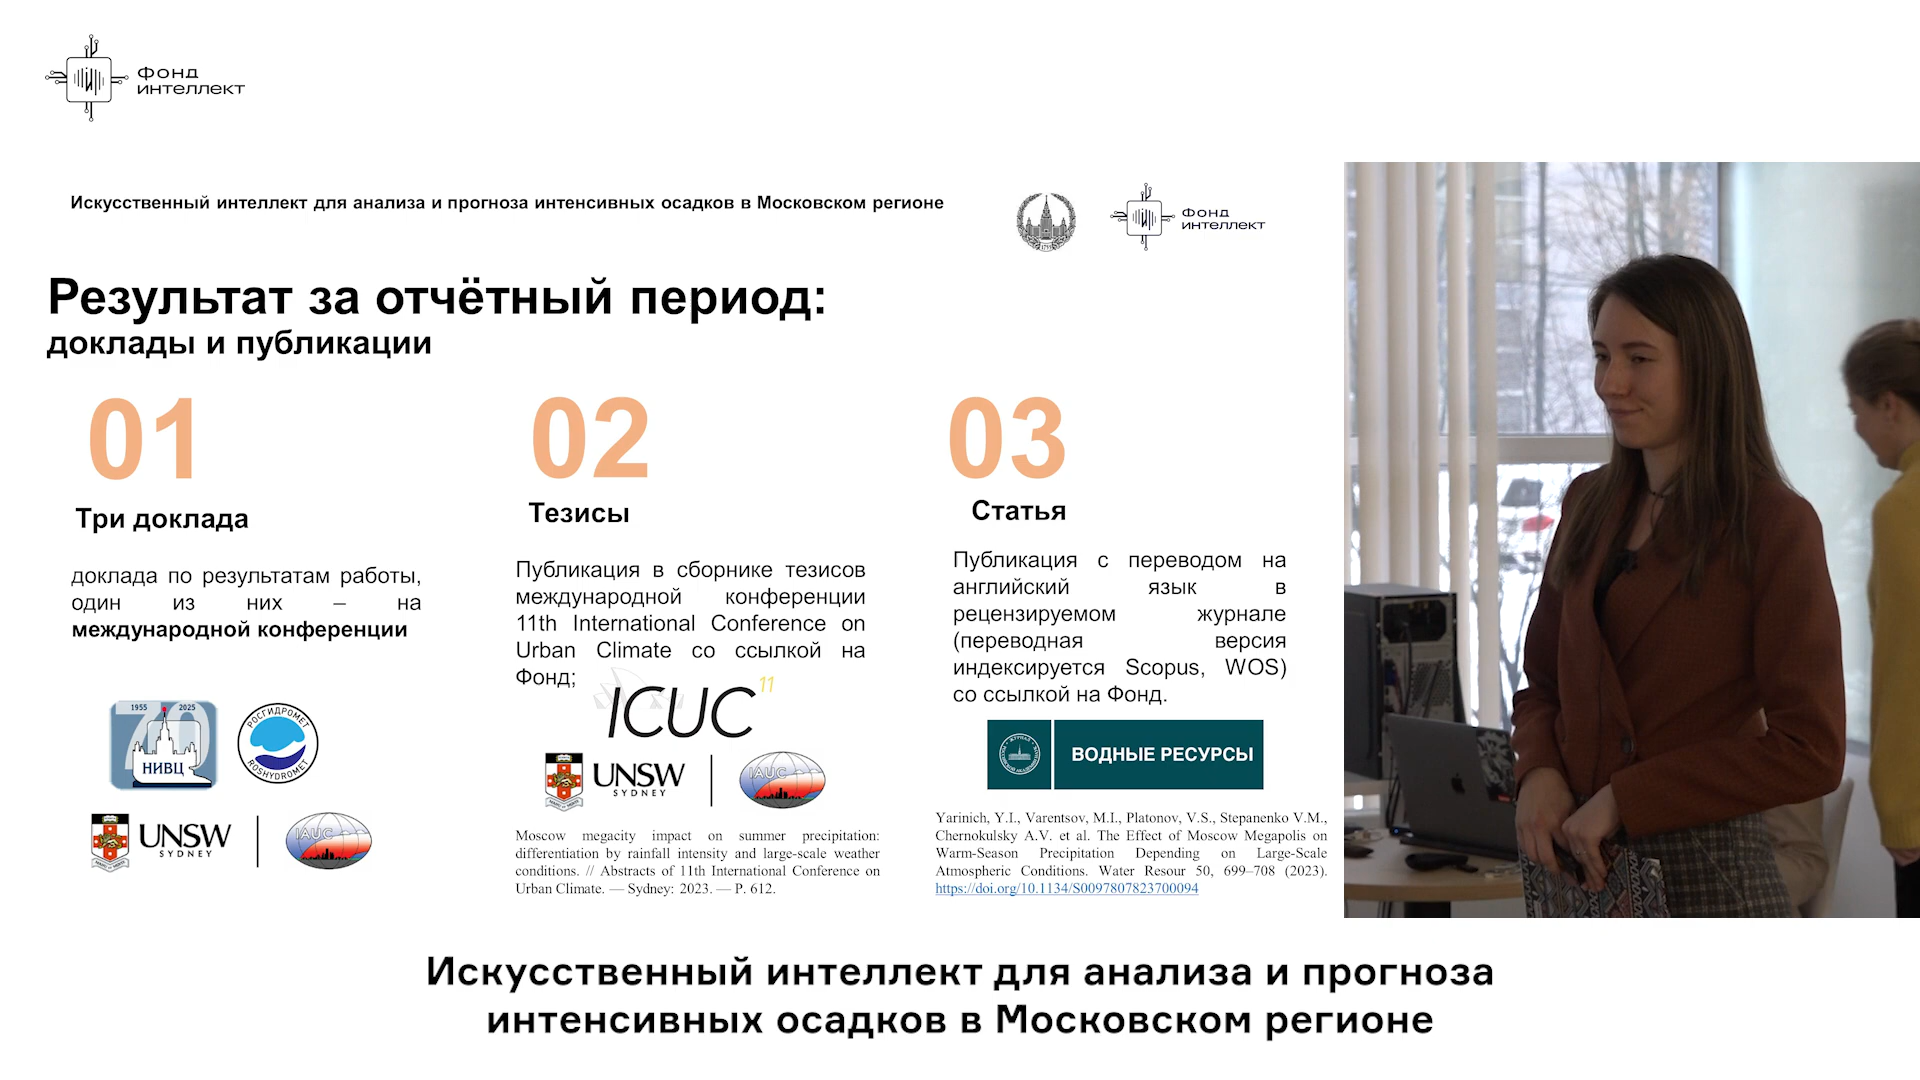 Фонд
интеллект
Искусственный интеллект для анализа и прогноза интенсивных осадков в Московском регионе
Фонд
интеллект
Результат за отчётный период:
доклады и публикации
01
Три доклада
доклада по результатам работы,
один из них – на
международной конференции
1955 2025
70
НИВЦ
РОСГИДРОМЕТ
ROSHYDROMET
UNSW
SYDNEY
IAUC
02
Тезисы
Публикация в сборнике тезисов
международной конференции
11th International Conference on
Urban Climate со ссылкой на
Фонд;
ICUC 11
UNSW
SYDNEY
IAUC
Moscow megacity impact on summer precipitation:
differentiation by rainfall intensity and large-scale weather
conditions. // Abstracts of 11th International Conference on
Urban Climate. — Sydney: 2023. — P. 612.
03
Статья
Публикация с переводом на
английский язык в
рецензируемом журнале
(переводная версия
индексируется Scopus, WOS)
со ссылкой на Фонд.
ВОДНЫЕ РЕСУРСЫ
Yarinich, Y.I., Varentsov, M.I., Platonov, V.S., Stepanenko V.M.,
Chernokulsky A.V. et al. The Effect of Moscow Megapolis on
Warm-Season Precipitation Depending on Large-Scale
Atmospheric Conditions. Water Resour 50, 699–708 (2023).
https://doi.org/10.1134/S0097807823700094
Искусственный интеллект для анализа и прогноза
интенсивных осадков в Московском регионе